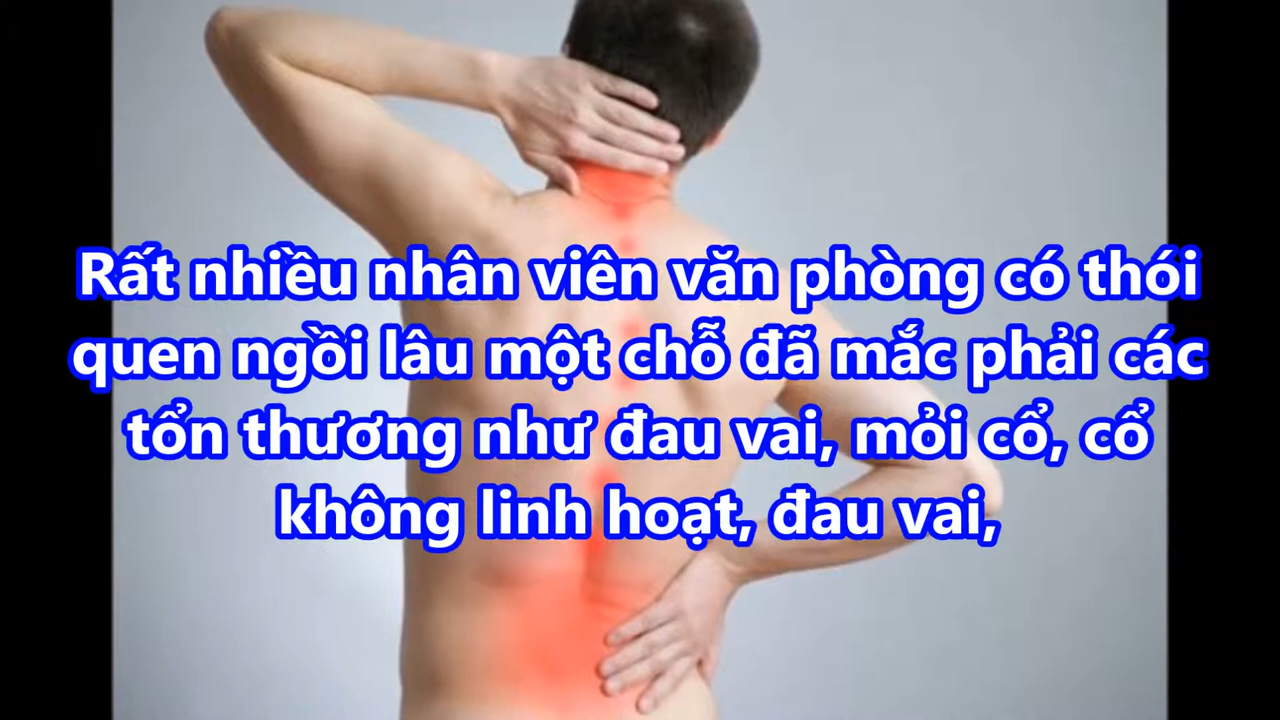 Rất nhiều nhân viên văn phòng có thói
quen ngồi lâu một chỗ đã mắc phải các
tổn thương như đau vai, mỏi cổ, cổ
không linh hoạt, đau vai,